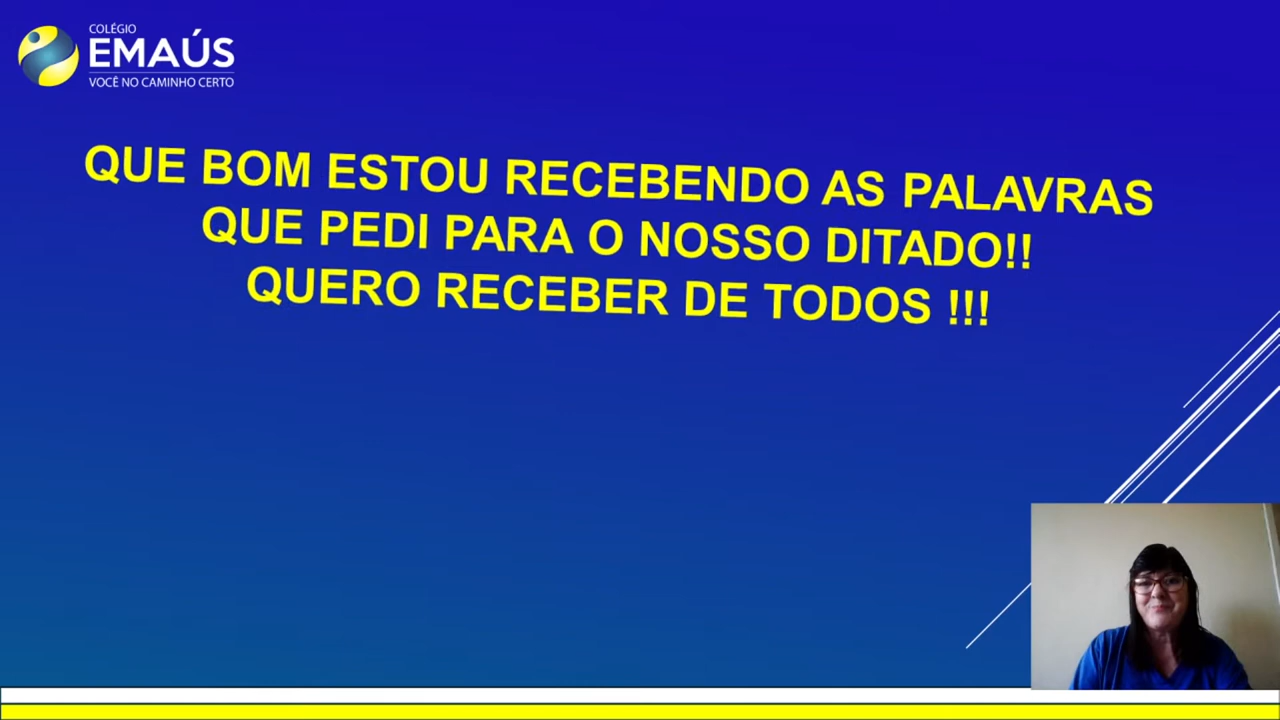 COLÉGIO
EMAÚS
VOCÊ NO CAMINHO CERTO
QUE BOM ESTOU RECEBENDO AS PALAVRAS
QUE PEDI PARA O NOSSO DITADO!!
QUERO RECEBER DE TODOS !!!